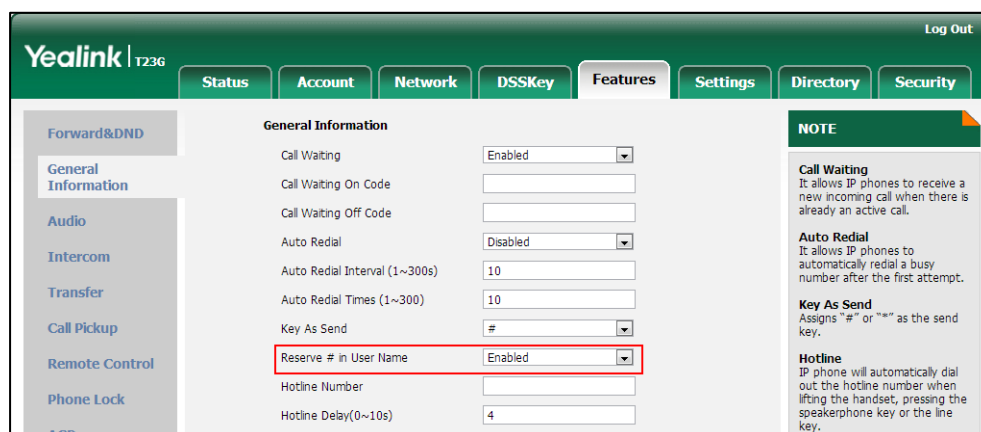 Log Out
Yealink T23G
Status Account Network DSSKey Features Settings Directory Security
Forward&DND
General
Information
Audio
Intercom
Transfer
Call Pickup
Remote Control
Phone Lock
General Information
Call Waiting Enabled
Call Waiting On Code
Call Waiting Off Code
Auto Redial Disabled
Auto Redial Interval (1~300s) 10
Auto Redial Times (1~300) 10
Key As Send #
Reserve # in User Name Enabled
Hotline Number
Hotline Delay(0~10s) 4
NOTE
Call Waiting
It allows IP phones to receive a
new incoming call when there is
already an active call.
Auto Redial
It allows IP phones to
automatically redial a busy
number after the first attempt.
Key As Send
Assigns "#" or "*" as the send
key.
Hotline
IP phone will automatically dial
out the hotline number when
lifting the handset, pressing the
speakerphone key or the line
key.